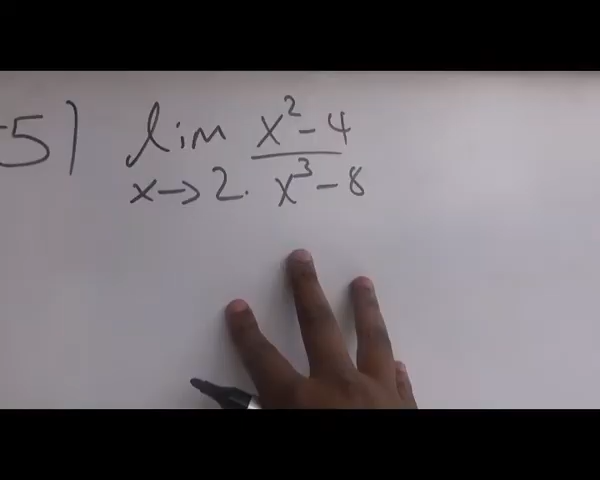 5) lim x²-4
x→2. x³-8